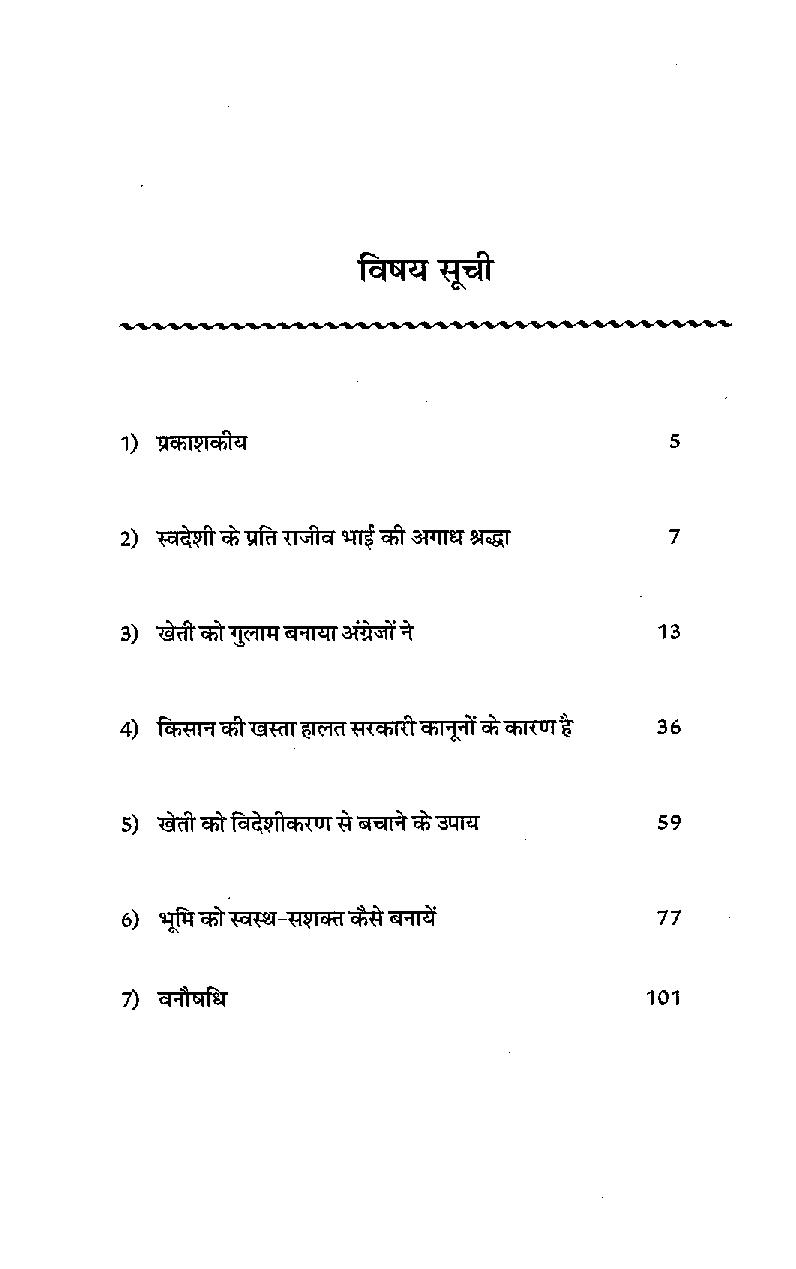 विषय सूची
1) प्रकाशकीय 5
2) स्वदेशी के प्रति राजीव भाई की अगाध श्रद्धा 7
3) खेती को गुलाम बनाया अंग्रेजों ने 13
4) किसान की खस्ता हालत सरकारी कानूनों के कारण है 36
5) खेती को विदेशीकरण से बचाने के उपाय 59
6) भूमि को स्वस्थ-सशक्त कैसे बनायें 77
7) वनौषधि 101